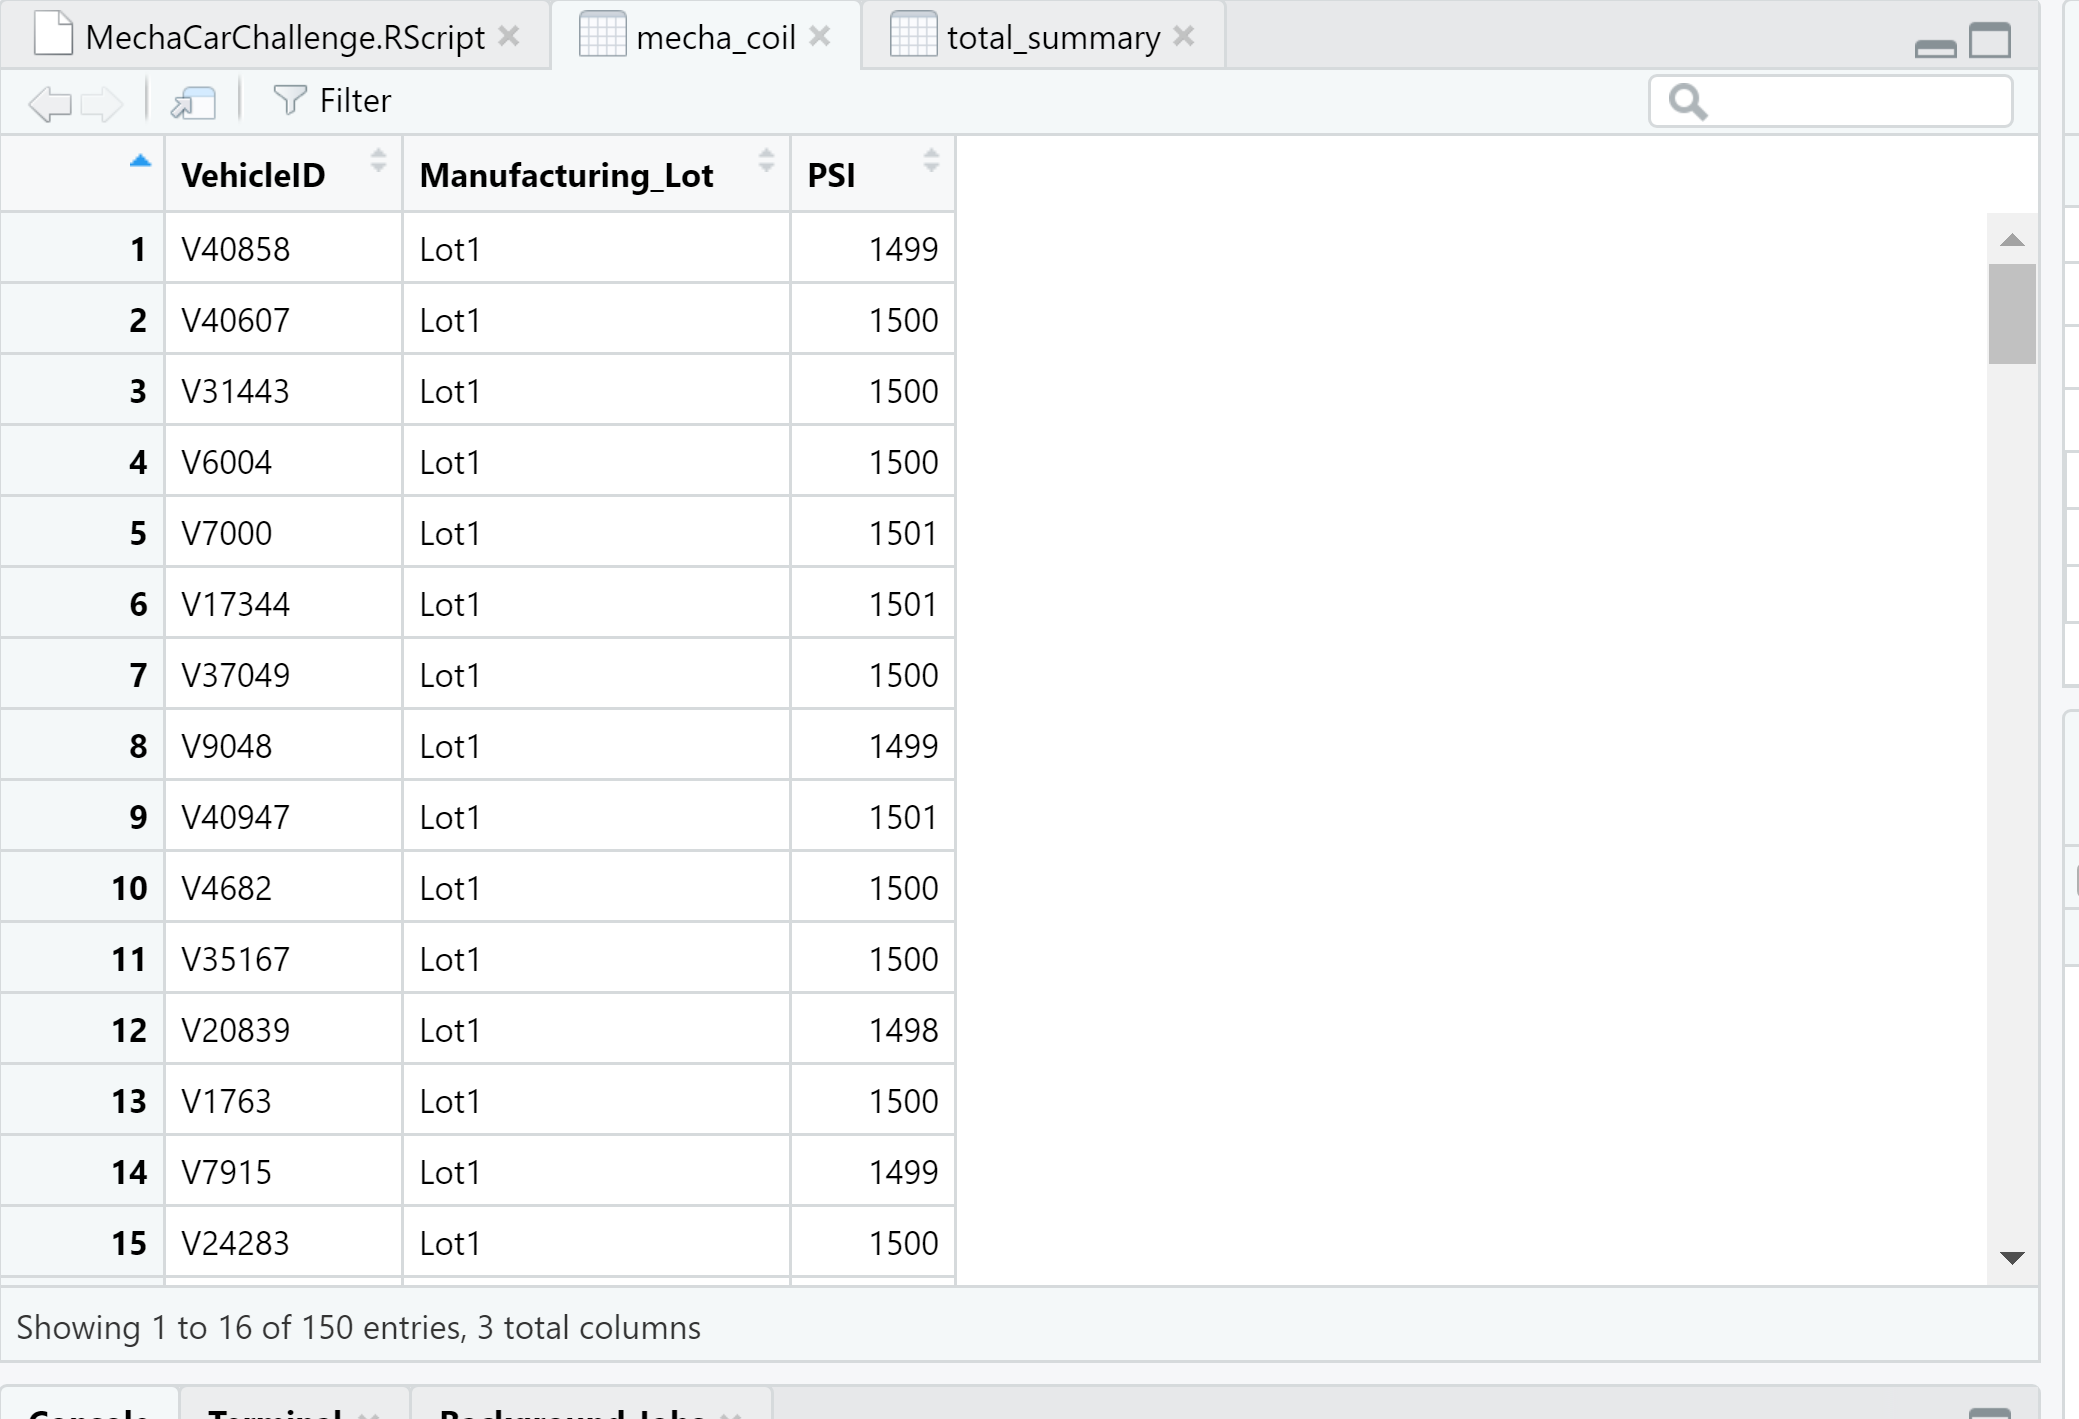 MechaCarChallenge.RScript mecha_coil total_summary
Filter
VehicleID Manufacturing_Lot PSI
1 V40858 Lot1 1499
2 V40607 Lot1 1500
3 V31443 Lot1 1500
4 V6004 Lot1 1500
5 V7000 Lot1 1501
6 V17344 Lot1 1501
7 V37049 Lot1 1500
8 V9048 Lot1 1499
9 V40947 Lot1 1501
10 V4682 Lot1 1500
11 V35167 Lot1 1500
12 V20839 Lot1 1498
13 V1763 Lot1 1500
14 V7915 Lot1 1499
15 V24283 Lot1 1500
Showing 1 to 16 of 150 entries, 3 total columns
Console Terminal Background Jobs